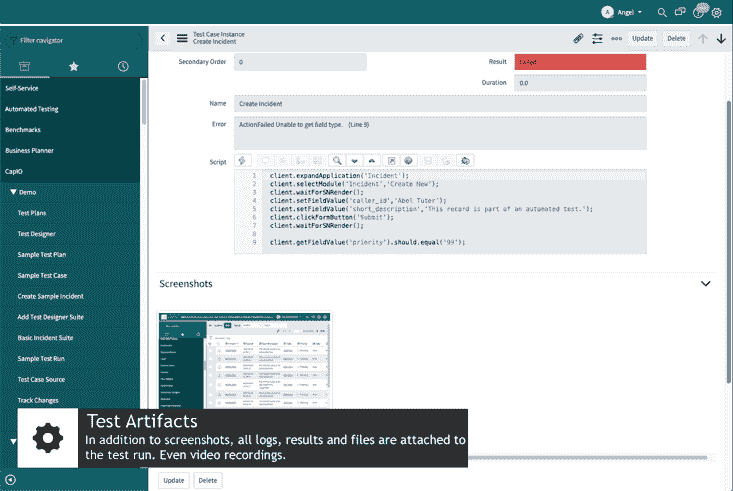 Angel
Filter navigator
Self-Service
Automated Testing
Benchmarks
Business Planner
CapIO
Demo
Test Plans
Test Designer
Sample Test Plan
Sample Test Case
Create Sample Incident
Add Test Designer Suite
Basic Incident Suite
Sample Test Run
Test Case Source
Track Changes
Test Case Instance
Create Incident
Update
Delete
Secondary Order
0
Result
Failed
Duration
0.0
Name
Create Incident
Error
ActionFailed Unable to get field type. (Line 9)
Script
1 client.expandApplication('Incident');
2 client.selectModule('Incident','Create New');
3 client.waitForSNRender();
4 client.setFieldValue('caller_id','Abel Tuter');
5 client.setFieldValue('short_description','This record is part of an automated test.');
6 client.clickFormButton('Submit');
7 client.waitForSNRender();
8
9 client.getFieldValue('priority').should.equal('99');
Screenshots
Test Artifacts
In addition to screenshots, all logs, results and files are attached to
the test run. Even video recordings.
Update
Delete